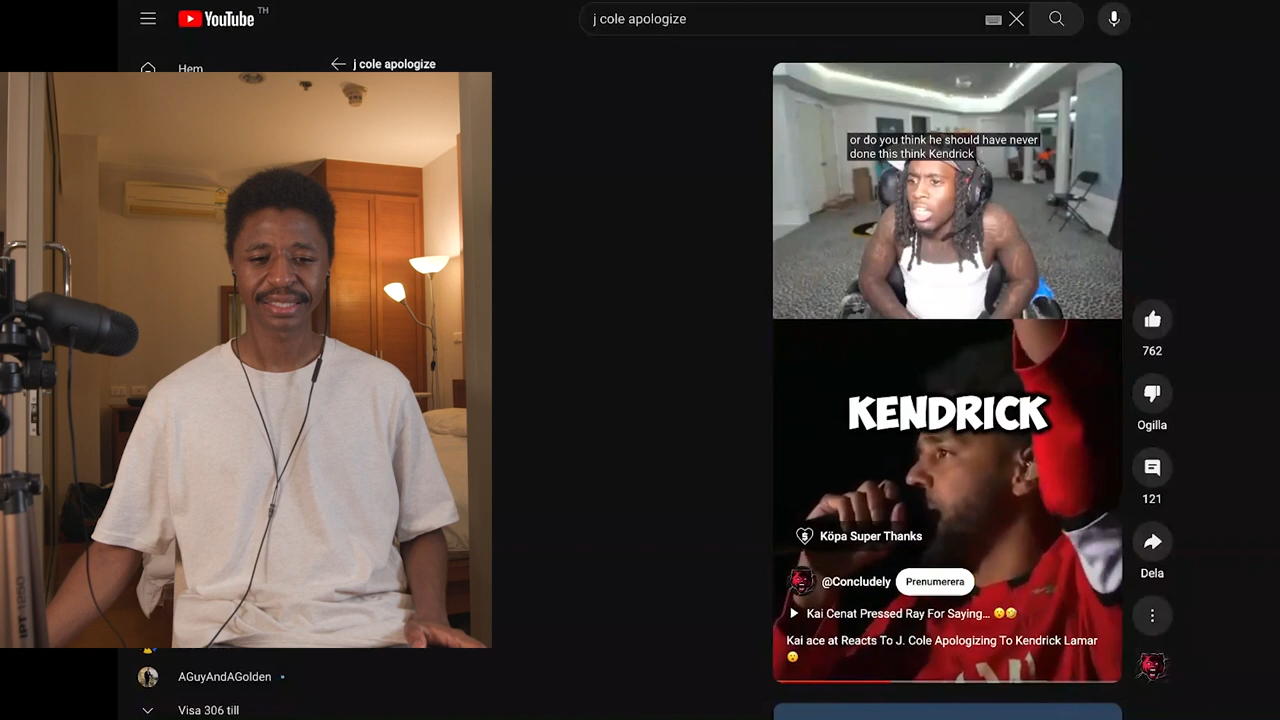 YouTube TH
j cole apologize
Hem
j cole apologize
or do you think he should have never
done this think Kendrick
KENDRICK
762
Ogilla
121
Dela
Köpa Super Thanks
@Concludely
Prenumerera
Kai Cenat Pressed Ray For Saying... 😮🤣
Kai ace at Reacts To J. Cole Apologizing To Kendrick Lamar
😮
IPT 1250
AGuyAndAGolden
Visa 306 till